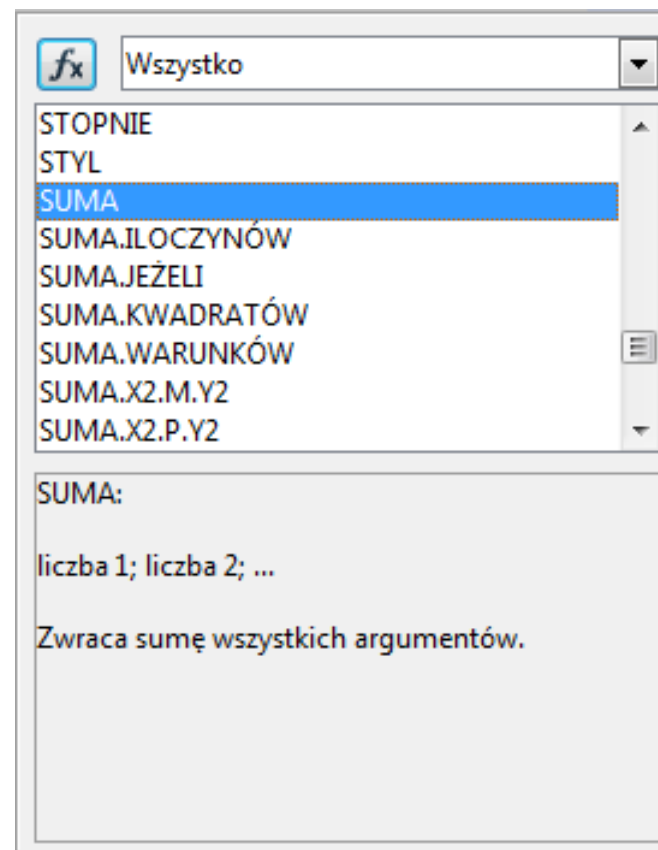 fx Wszystko
STOPNIE
STYL
SUMA
SUMA.ILOCZYNÓW
SUMA.JEŻELI
SUMA.KWADRATÓW
SUMA.WARUNKÓW
SUMA.X2.M.Y2
SUMA.X2.P.Y2
SUMA:
liczba 1; liczba 2; ...
Zwraca sumę wszystkich argumentów.